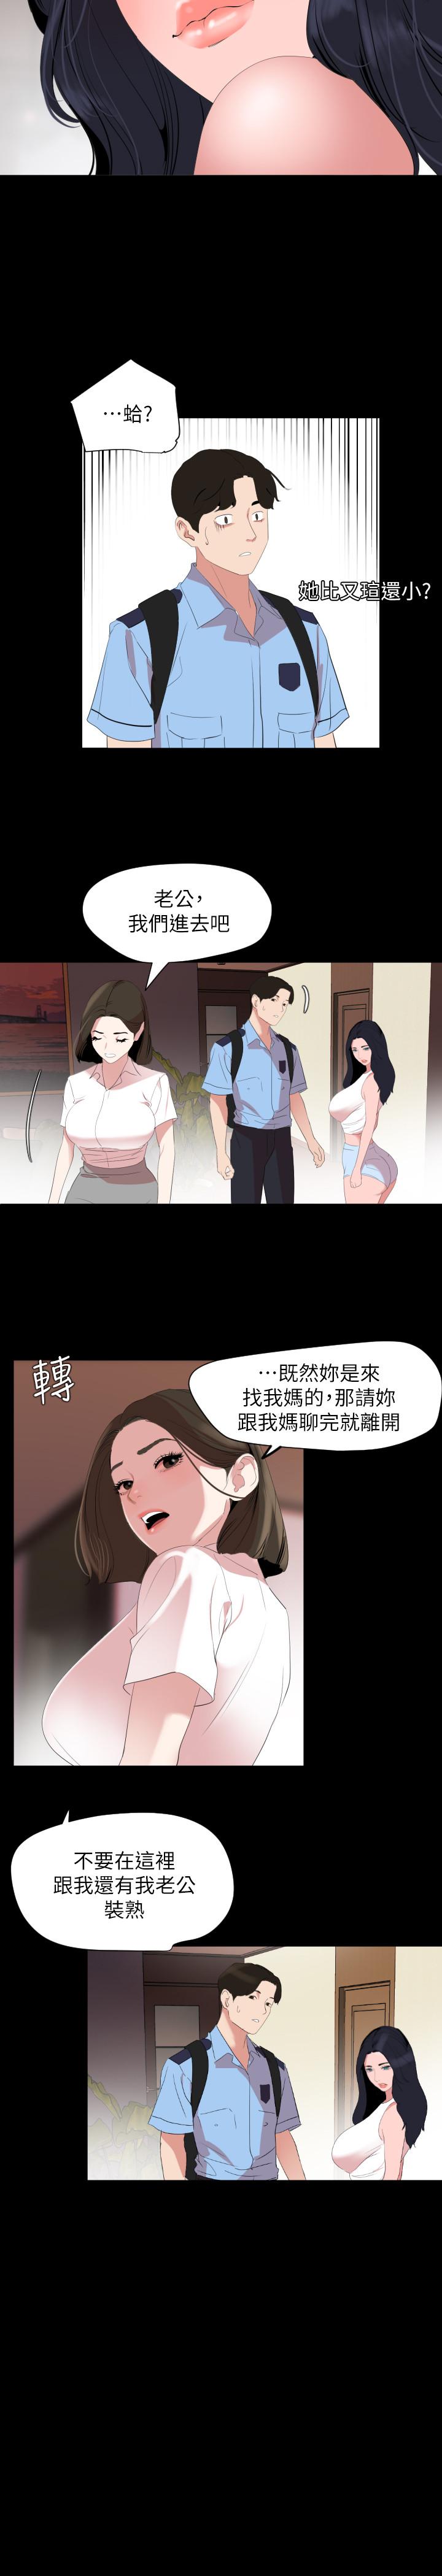 …蛤?
她比又瑄還小?
老公,
我們進去吧
轉
…既然妳是來
找我媽的,那請妳
跟我媽聊完就離開
不要在這裡
跟我還有我老公
裝熟